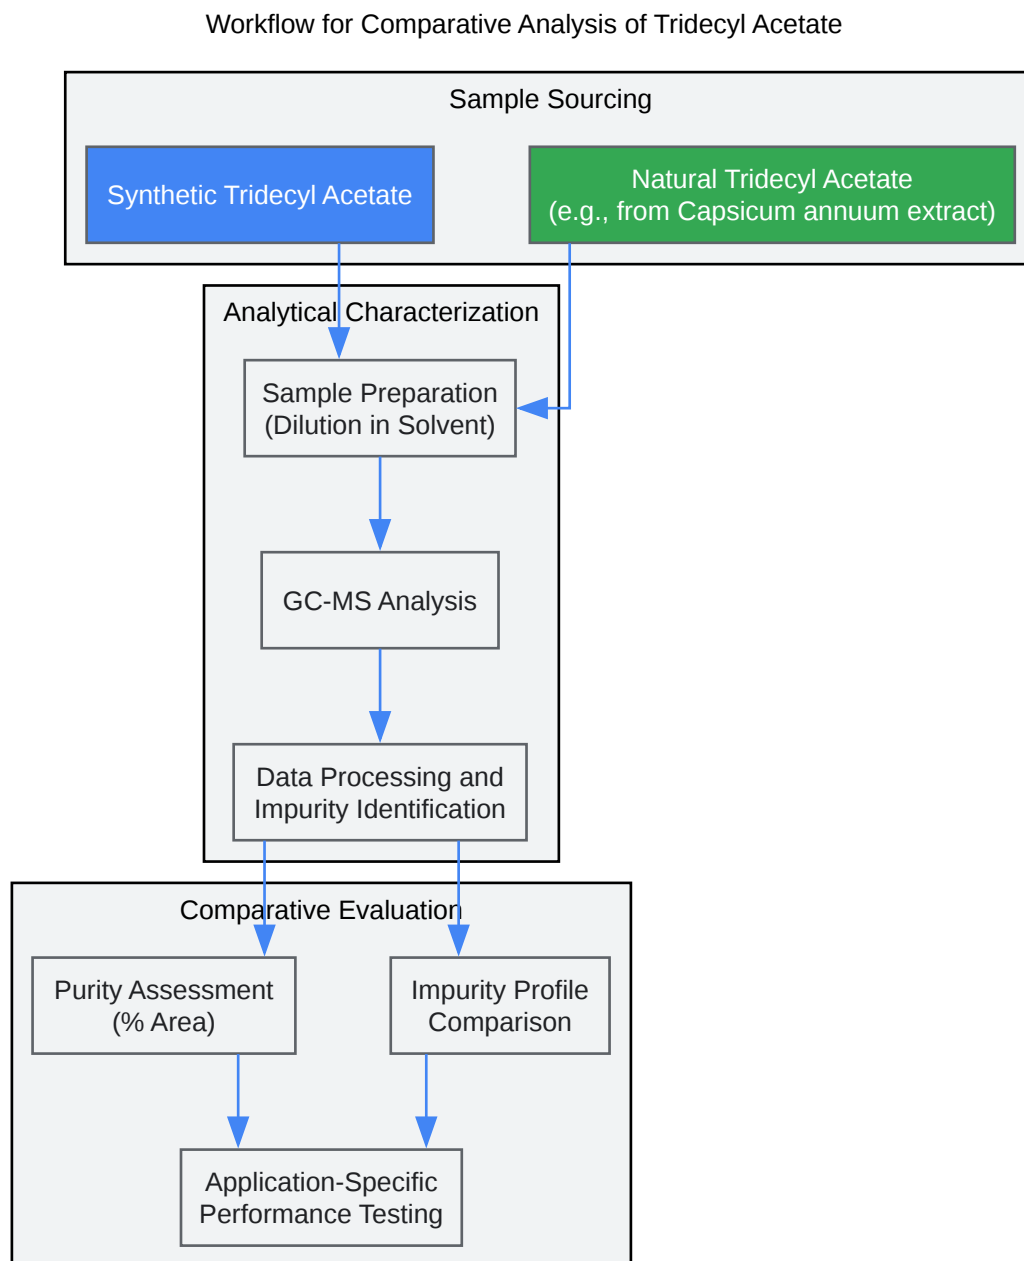 Workflow for Comparative Analysis of Tridecyl Acetate
Sample Sourcing
Synthetic Tridecyl Acetate
Natural Tridecyl Acetate
(e.g., from Capsicum annuum extract)
Analytical Characterization
Sample Preparation
(Dilution in Solvent)
GC-MS Analysis
Data Processing and
Impurity Identification
Comparative Evaluation
Purity Assessment
(% Area)
Impurity Profile
Comparison
Application-Specific
Performance Testing